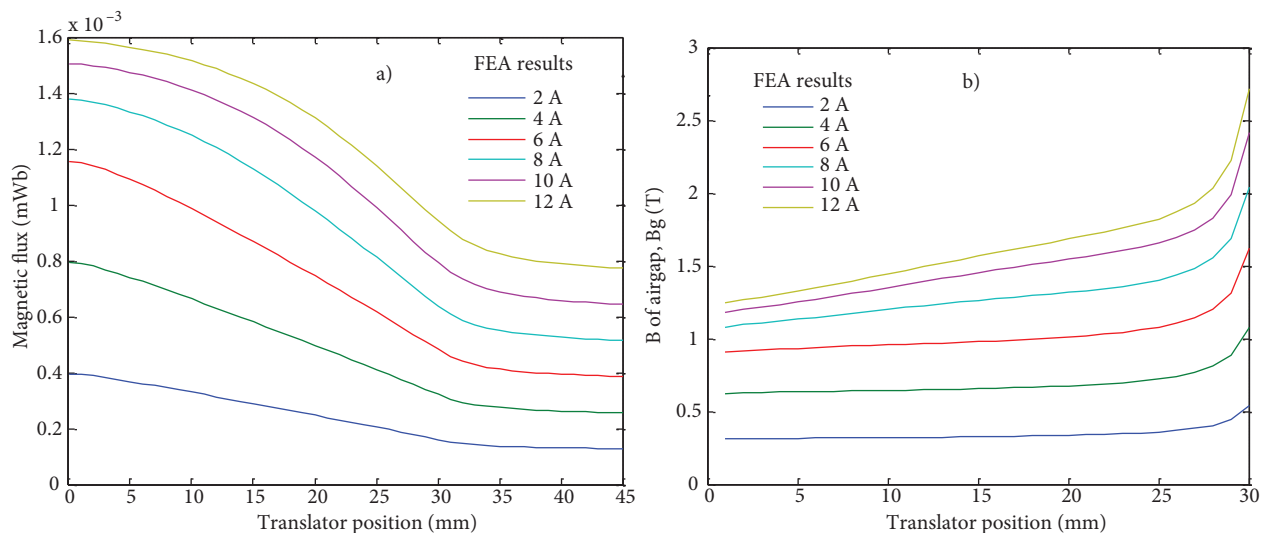 x 10⁻³
1.6
1.4
1.2
1
0.8
0.6
0.4
0.2
0
Magnetic flux (mWb)
a)
FEA results
2 A
4 A
6 A
8 A
10 A
12 A
0 5 10 15 20 25 30 35 40 45
Translator position (mm)
3
2.5
2
1.5
1
0.5
0
B of airgap, Bg (T)
b)
FEA results
2 A
4 A
6 A
8 A
10 A
12 A
0 5 10 15 20 25 30
Translator position (mm)